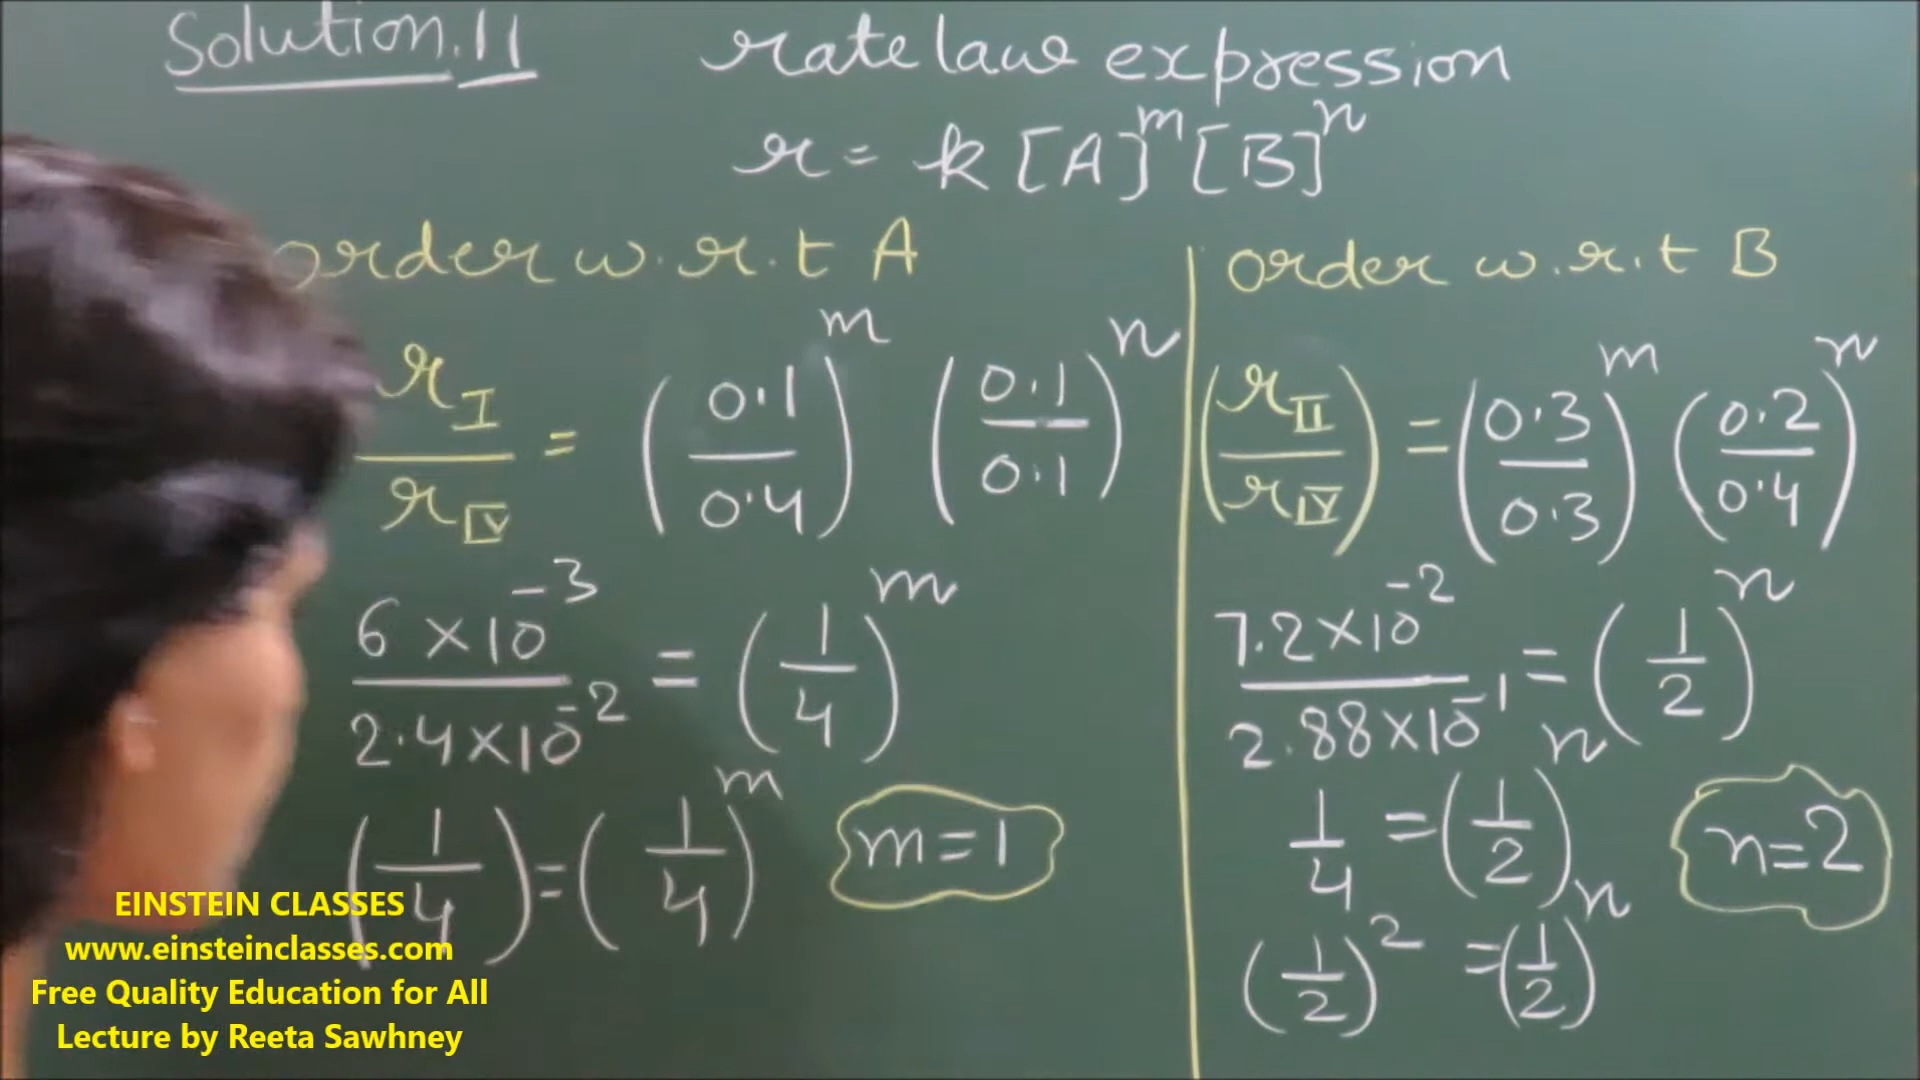 Solution.11
rate law expression
r = k [A]^m [B]^n
order w.r.t A
r_I / r_IV = (0.1 / 0.4)^m (0.1 / 0.1)^n
6 × 10^-3 / 2.4 × 10^-2 = (1/4)^m
(1/4) = (1/4)^m
m = 1
order w.r.t B
(r_II / r_IV) = (0.3 / 0.3)^m (0.2 / 0.4)^n
7.2 × 10^-2 / 2.88 × 10^-1 = (1/2)^n
1/4 = (1/2)^n
(1/2)^2 = (1/2)^n
n = 2
EINSTEIN CLASSES
www.einsteinclasses.com
Free Quality Education for All
Lecture by Reeta Sawhney